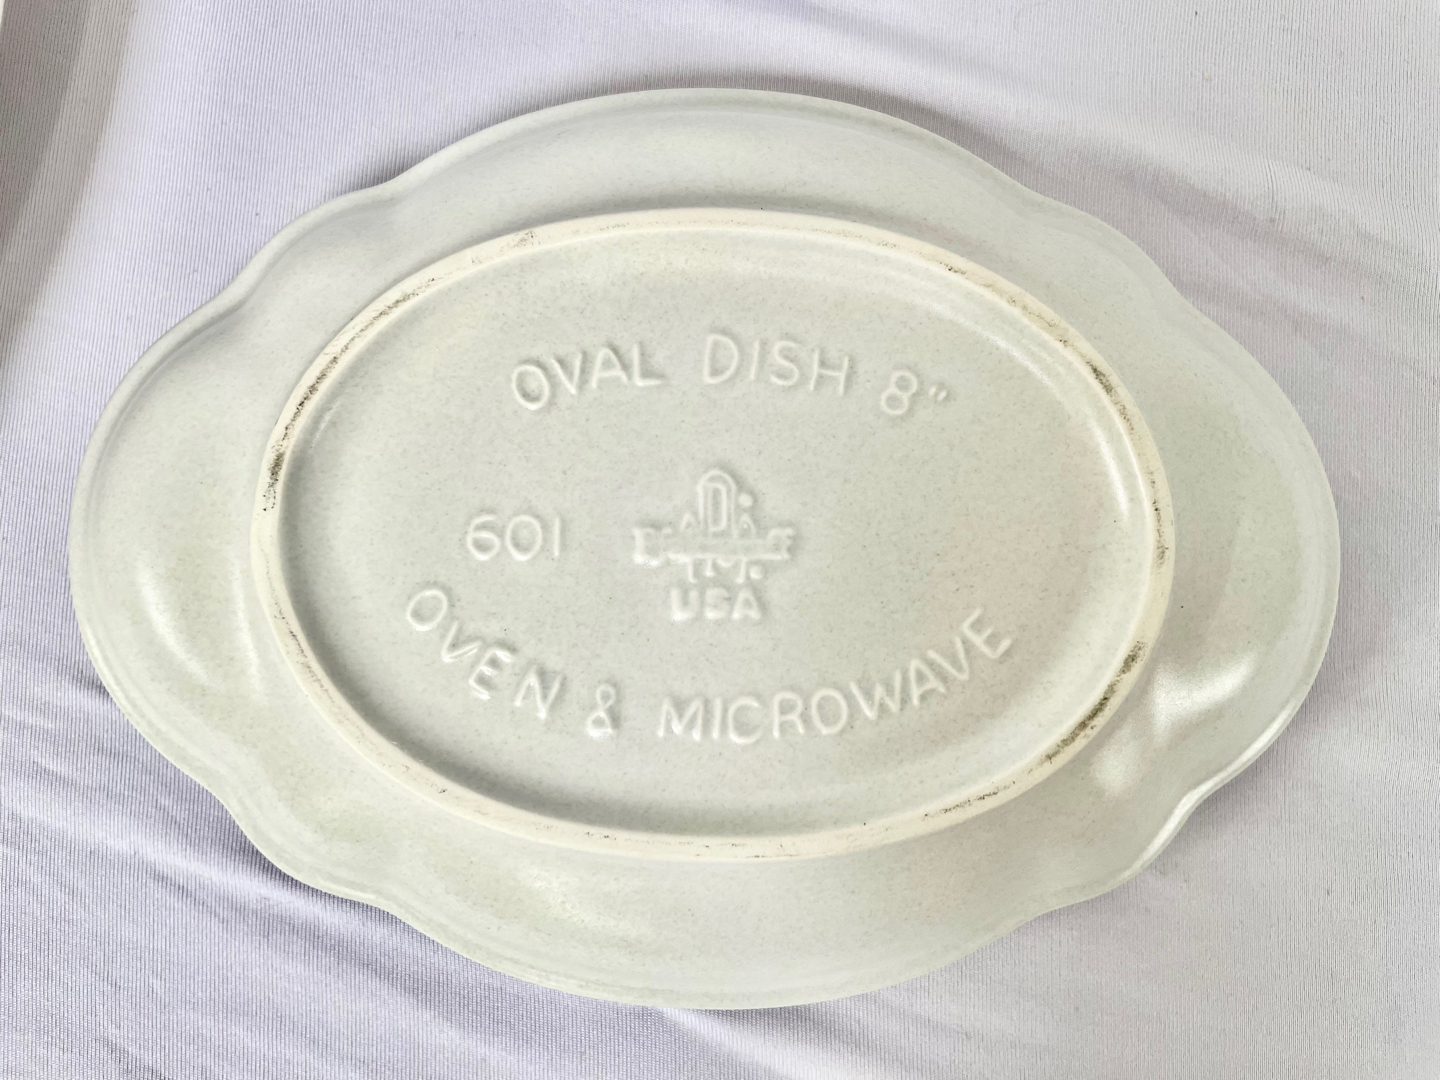 OVAL DISH 8"
601
USA
OVEN & MICROWAVE